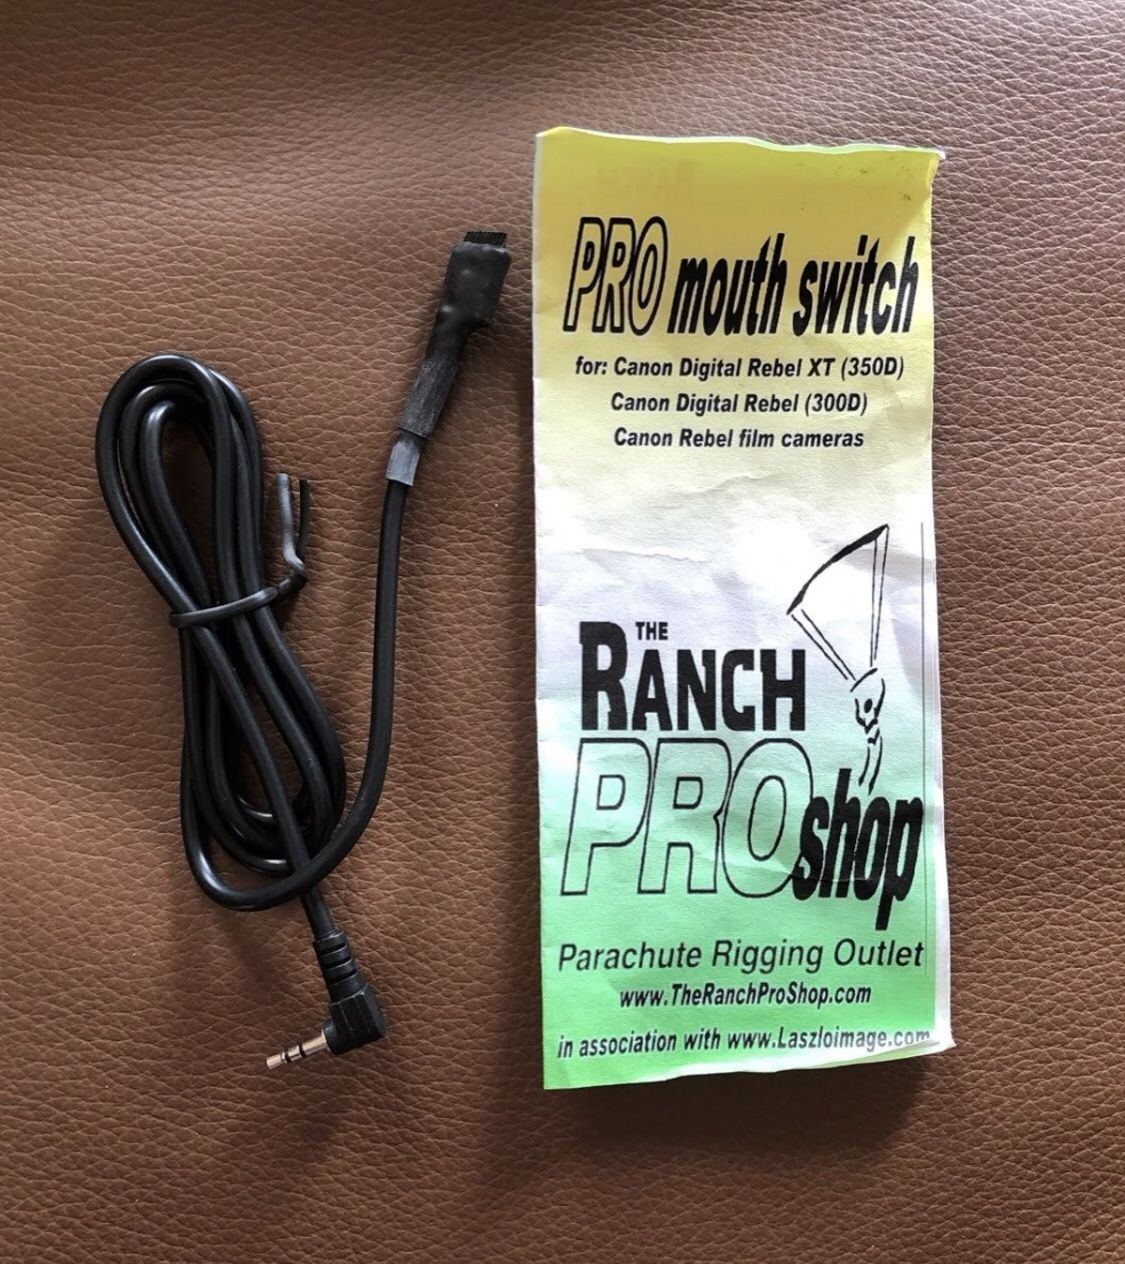 PRO mouth switch
for: Canon Digital Rebel XT (350D)
Canon Digital Rebel (300D)
Canon Rebel film cameras
THE
RANCH
PRO shop
Parachute Rigging Outlet
www.TheRanchProShop.com
in association with www.Laszloimage.com